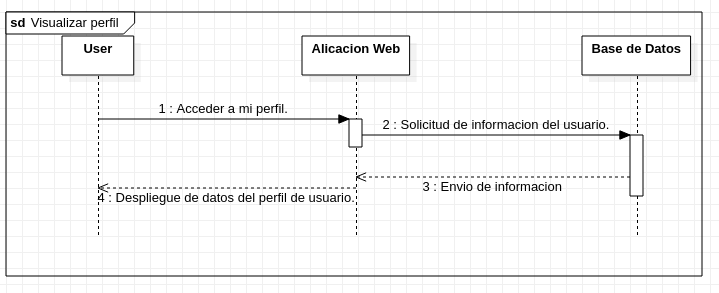 sd Visualizar perfil
User
Alicacion Web
Base de Datos
1 : Acceder a mi perfil.
2 : Solicitud de informacion del usuario.
3 : Envio de informacion
4 : Despliegue de datos del perfil de usuario.